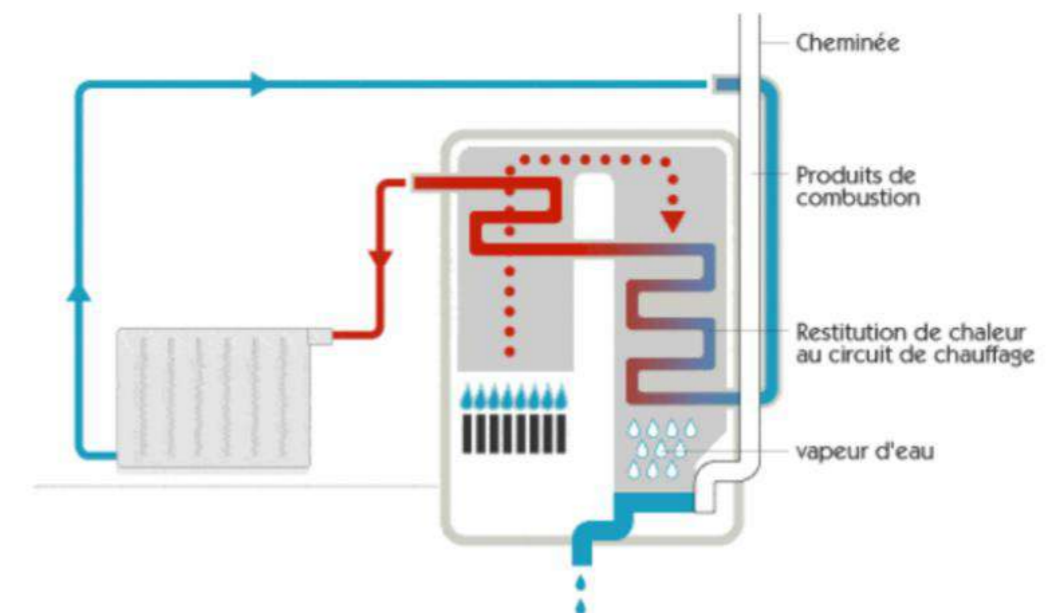 Cheminée
Produits de
combustion
Restitution de chaleur
au circuit de chauffage
vapeur d'eau